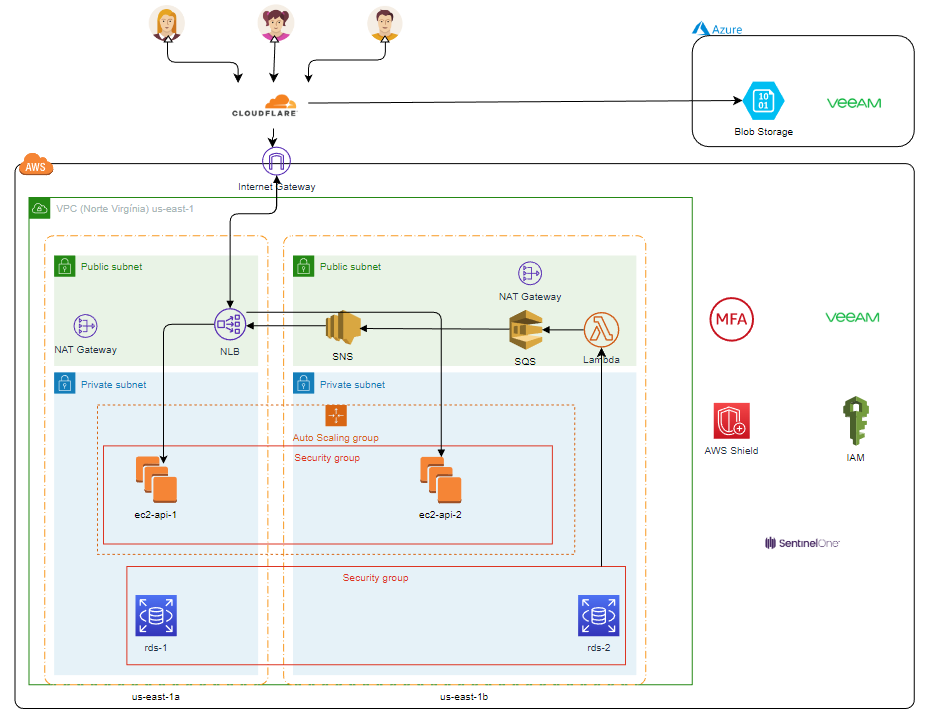 Azure
CLOUDFLARE
10
01
Blob Storage
veeAM
AWS
Internet Gateway
VPC (Norte Virgínia) us-east-1
Public subnet
Public subnet
NAT Gateway
NAT Gateway
NLB
SNS
SQS
Lambda
MFA
veeAM
Private subnet
Private subnet
Auto Scaling group
Security group
AWS Shield
IAM
ec2-api-1
ec2-api-2
SentinelOne
Security group
rds-1
rds-2
us-east-1a
us-east-1b